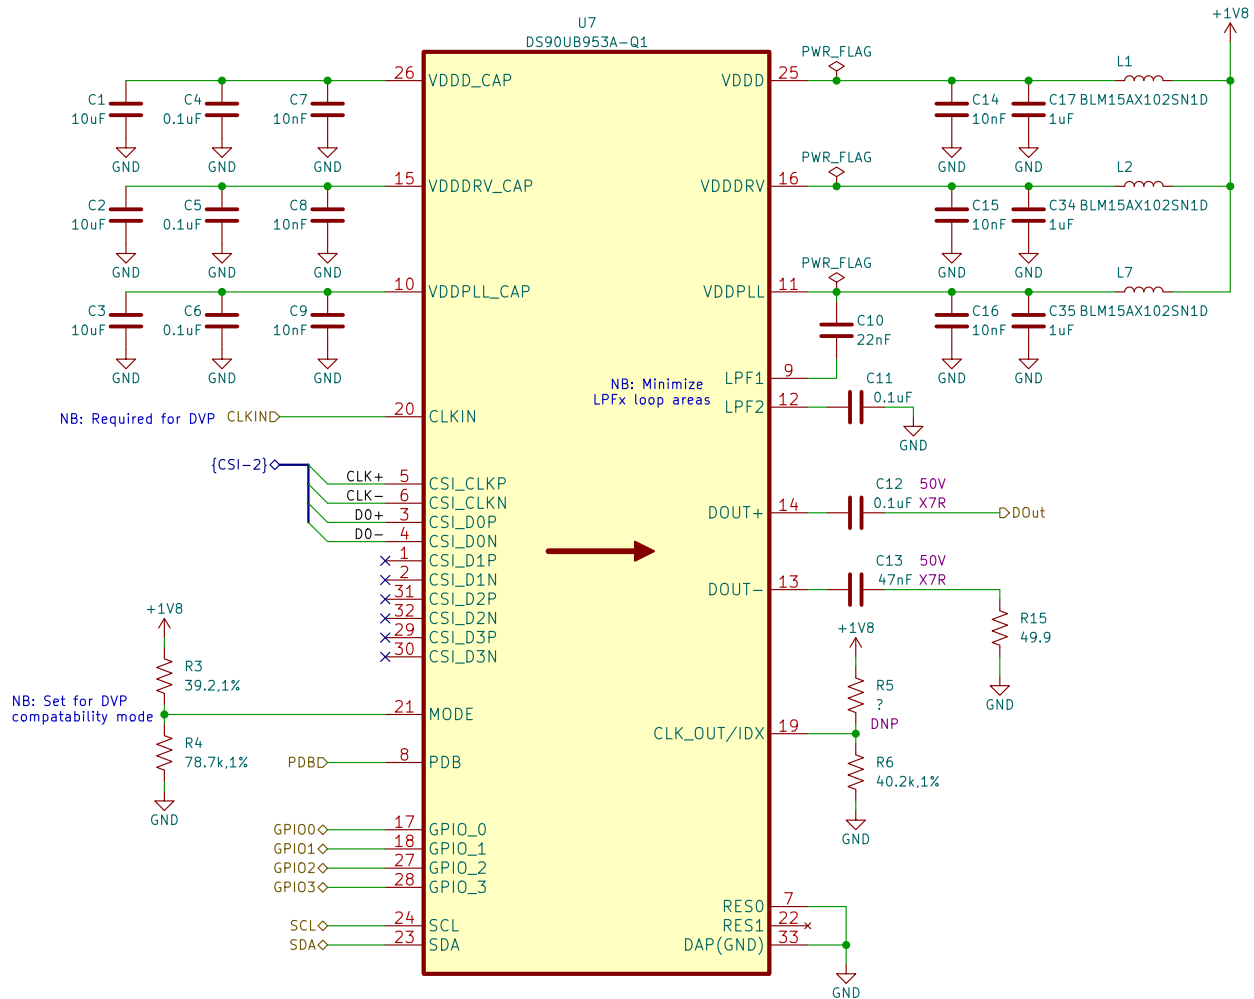 U7
DS90UB953A-Q1
+1V8
PWR_FLAG
L1
BLM15AX102SN1D
26
VDDD_CAP
VDDD
25
C1
10uF
GND
C4
0.1uF
GND
C7
10nF
GND
C14
10nF
GND
C17
1uF
GND
PWR_FLAG
L2
BLM15AX102SN1D
15
VDDDRV_CAP
VDDDRV
16
C2
10uF
GND
C5
0.1uF
GND
C8
10nF
GND
C15
10nF
GND
C34
1uF
GND
PWR_FLAG
L7
BLM15AX102SN1D
10
VDDPLL_CAP
VDDPLL
11
C3
10uF
GND
C6
0.1uF
GND
C9
10nF
GND
C10
22nF
C16
10nF
GND
C35
1uF
GND
NB: Minimize
LPFx loop areas
LPF1
9
LPF2
12
C11
0.1uF
GND
NB: Required for DVP
CLKIN
20
CLKIN
{CSI-2}
CLK+
5
CSI_CLKP
CLK-
6
CSI_CLKN
D0+
3
CSI_D0P
D0-
4
CSI_D0N
1
CSI_D1P
2
CSI_D1N
31
CSI_D2P
32
CSI_D2N
29
CSI_D3P
30
CSI_D3N
DOUT+
14
C12
0.1uF
50V
X7R
DOut
DOUT-
13
C13
47nF
50V
X7R
R15
49.9
GND
+1V8
R3
39.2,1%
NB: Set for DVP
compatability mode
21
MODE
R4
78.7k,1%
GND
+1V8
R5
?
DNP
CLK_OUT/IDX
19
R6
40.2k,1%
GND
PDB
8
PDB
GPIO0
17
GPIO_0
GPIO1
18
GPIO_1
GPIO2
27
GPIO_2
GPIO3
28
GPIO_3
SCL
24
SCL
SDA
23
SDA
RES0
7
RES1
22
DAP(GND)
33
GND